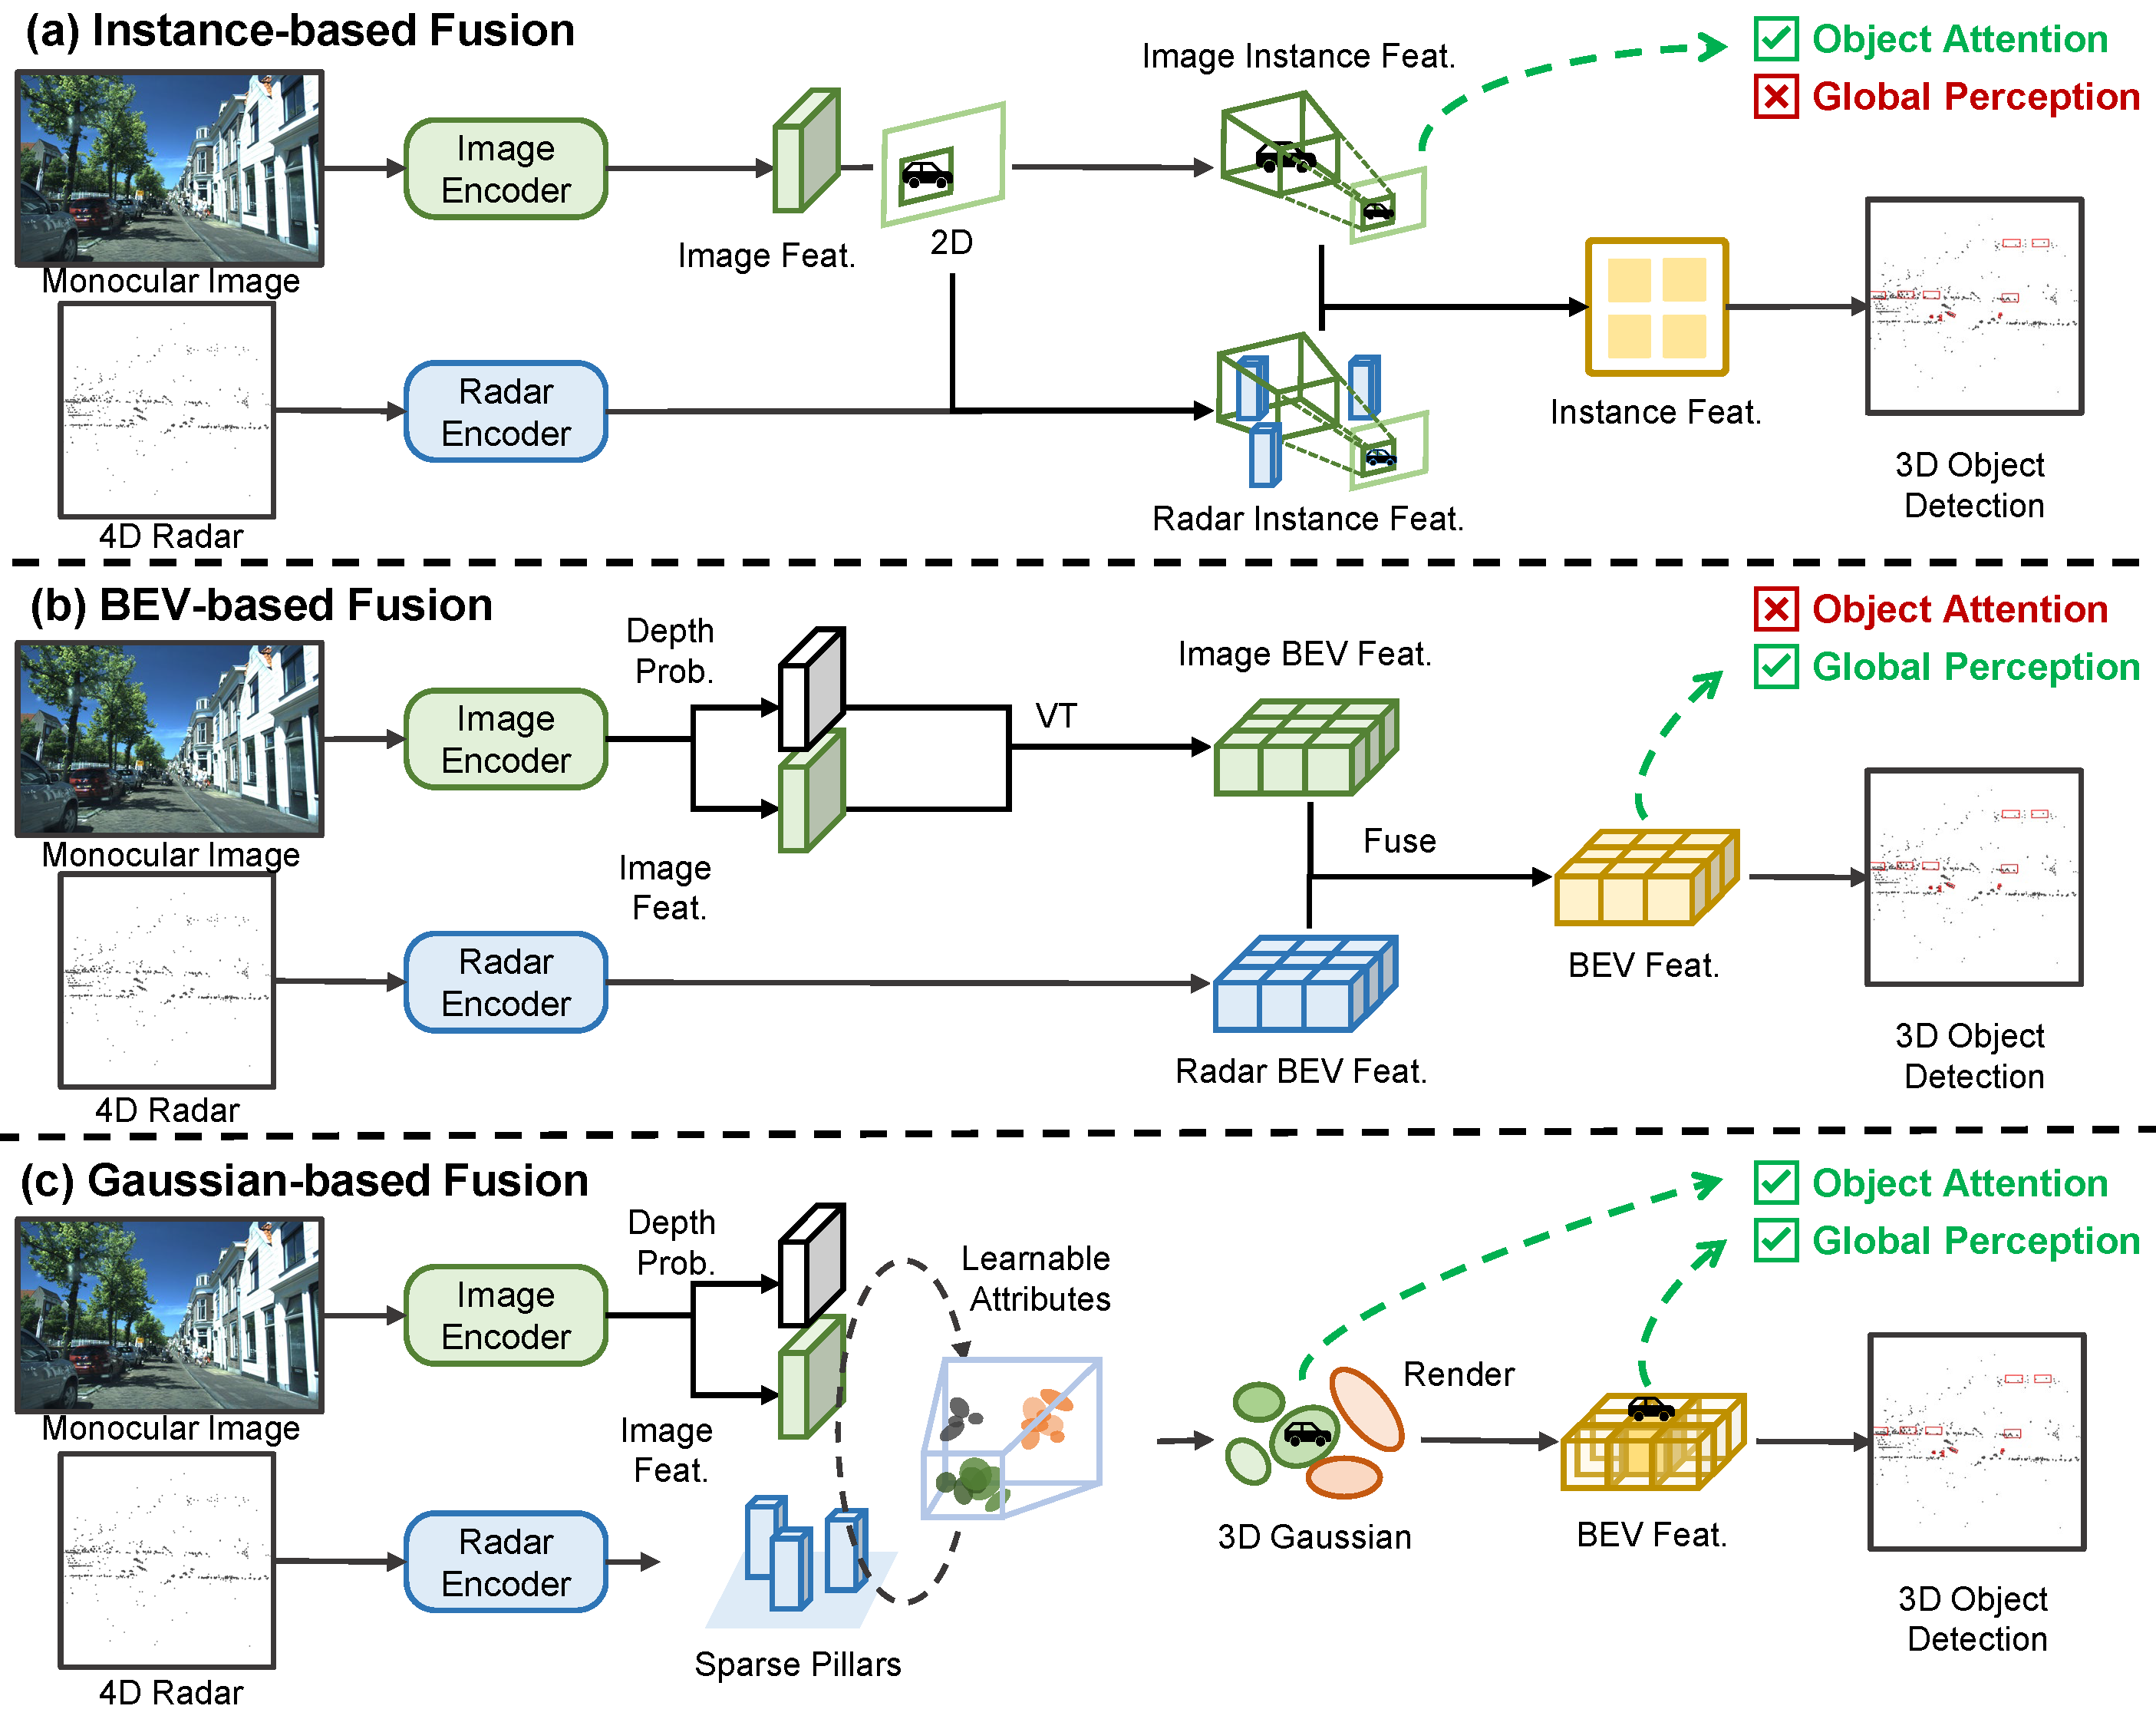 (a) Instance-based Fusion
Monocular Image
4D Radar
Image
Encoder
Radar
Encoder
Image Feat.
2D
Image Instance Feat.
Radar Instance Feat.
Instance Feat.
Object Attention
Global Perception
3D Object
Detection
(b) BEV-based Fusion
Monocular Image
4D Radar
Image
Encoder
Radar
Encoder
Depth
Prob.
Image
Feat.
VT
Image BEV Feat.
Fuse
Radar BEV Feat.
BEV Feat.
Object Attention
Global Perception
3D Object
Detection
(c) Gaussian-based Fusion
Monocular Image
4D Radar
Image
Encoder
Radar
Encoder
Depth
Prob.
Image
Feat.
Sparse Pillars
Learnable
Attributes
3D Gaussian
Render
BEV Feat.
Object Attention
Global Perception
3D Object
Detection